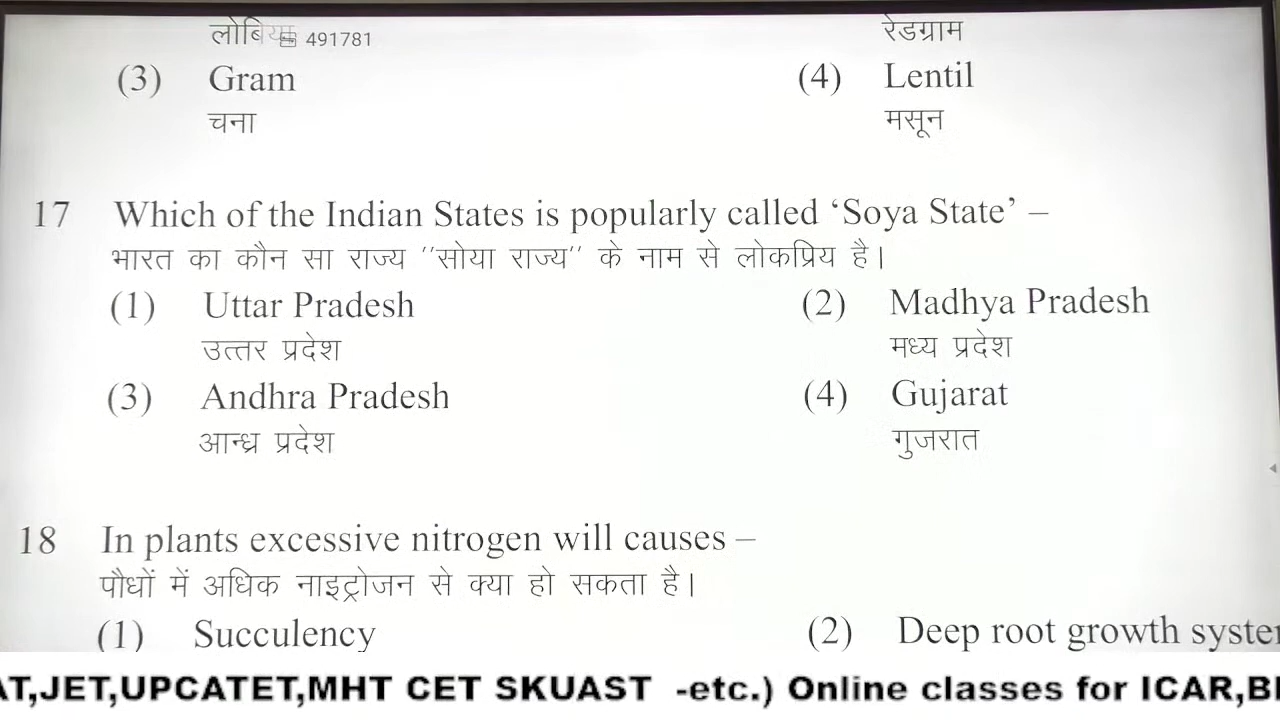 लोबिया 491781 रेडग्राम
(3) Gram (4) Lentil
चना मसून
17 Which of the Indian States is popularly called ‘Soya State’ –
भारत का कौन सा राज्य ''सोया राज्य'' के नाम से लोकप्रिय है।
(1) Uttar Pradesh (2) Madhya Pradesh
उत्तर प्रदेश मध्य प्रदेश
(3) Andhra Pradesh (4) Gujarat
आन्ध्र प्रदेश गुजरात
18 In plants excessive nitrogen will causes –
पौधों में अधिक नाइट्रोजन से क्या हो सकता है।
(1) Succulency (2) Deep root growth syste
AT,JET,UPCATET,MHT CET SKUAST -etc.) Online classes for ICAR,B